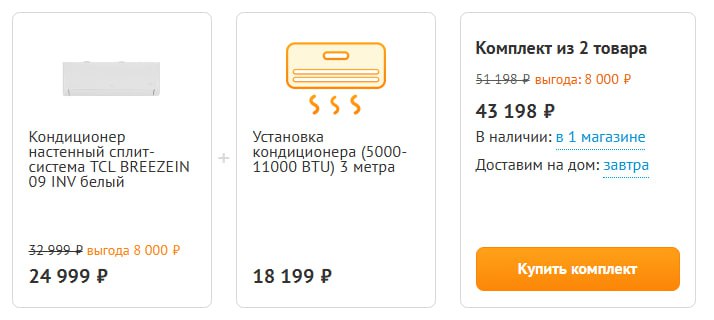 Кондиционер
настенный сплит-
система TCL BREEZEIN
09 INV белый
32 999 ₽ выгода 8 000 ₽
24 999 ₽
+
Установка
кондиционера (5000-
11000 BTU) 3 метра
18 199 ₽
Комплект из 2 товара
51 198 ₽ выгода: 8 000 ₽
43 198 ₽
В наличии: в 1 магазине
Доставим на дом: завтра
Купить комплект